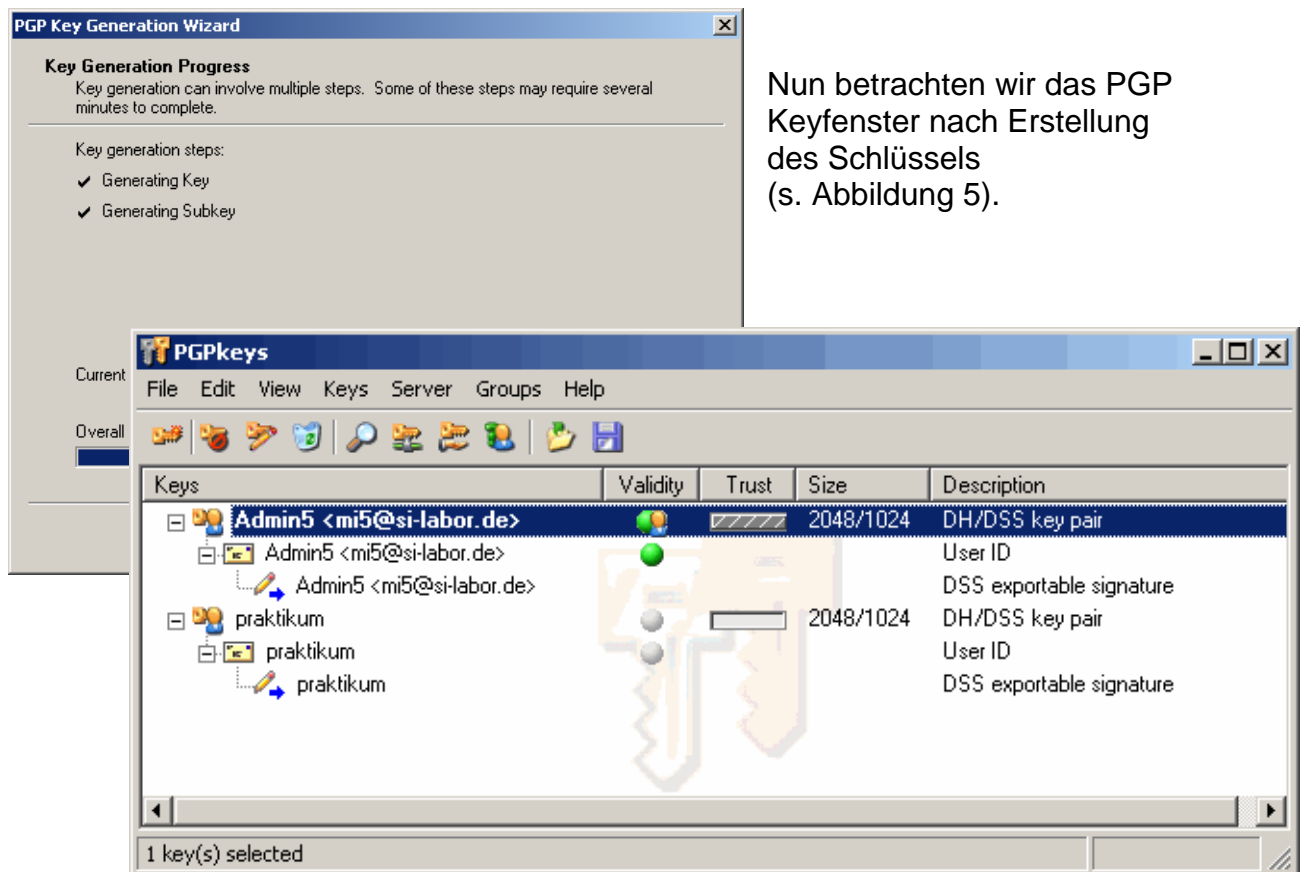 PGP Key Generation Wizard
Key Generation Progress
Key generation can involve multiple steps. Some of these steps may require several
minutes to complete.
Key generation steps:
Generating Key
Generating Subkey
Current
Overall
Nun betrachten wir das PGP
Keyfenster nach Erstellung
des Schlüssels
(s. Abbildung 5).
PGPkeys
File Edit View Keys Server Groups Help
Keys Validity Trust Size Description
Admin5 <mi5@si-labor.de> 2048/1024 DH/DSS key pair
Admin5 <mi5@si-labor.de> User ID
Admin5 <mi5@si-labor.de> DSS exportable signature
praktikum 2048/1024 DH/DSS key pair
praktikum User ID
praktikum DSS exportable signature
1 key(s) selected